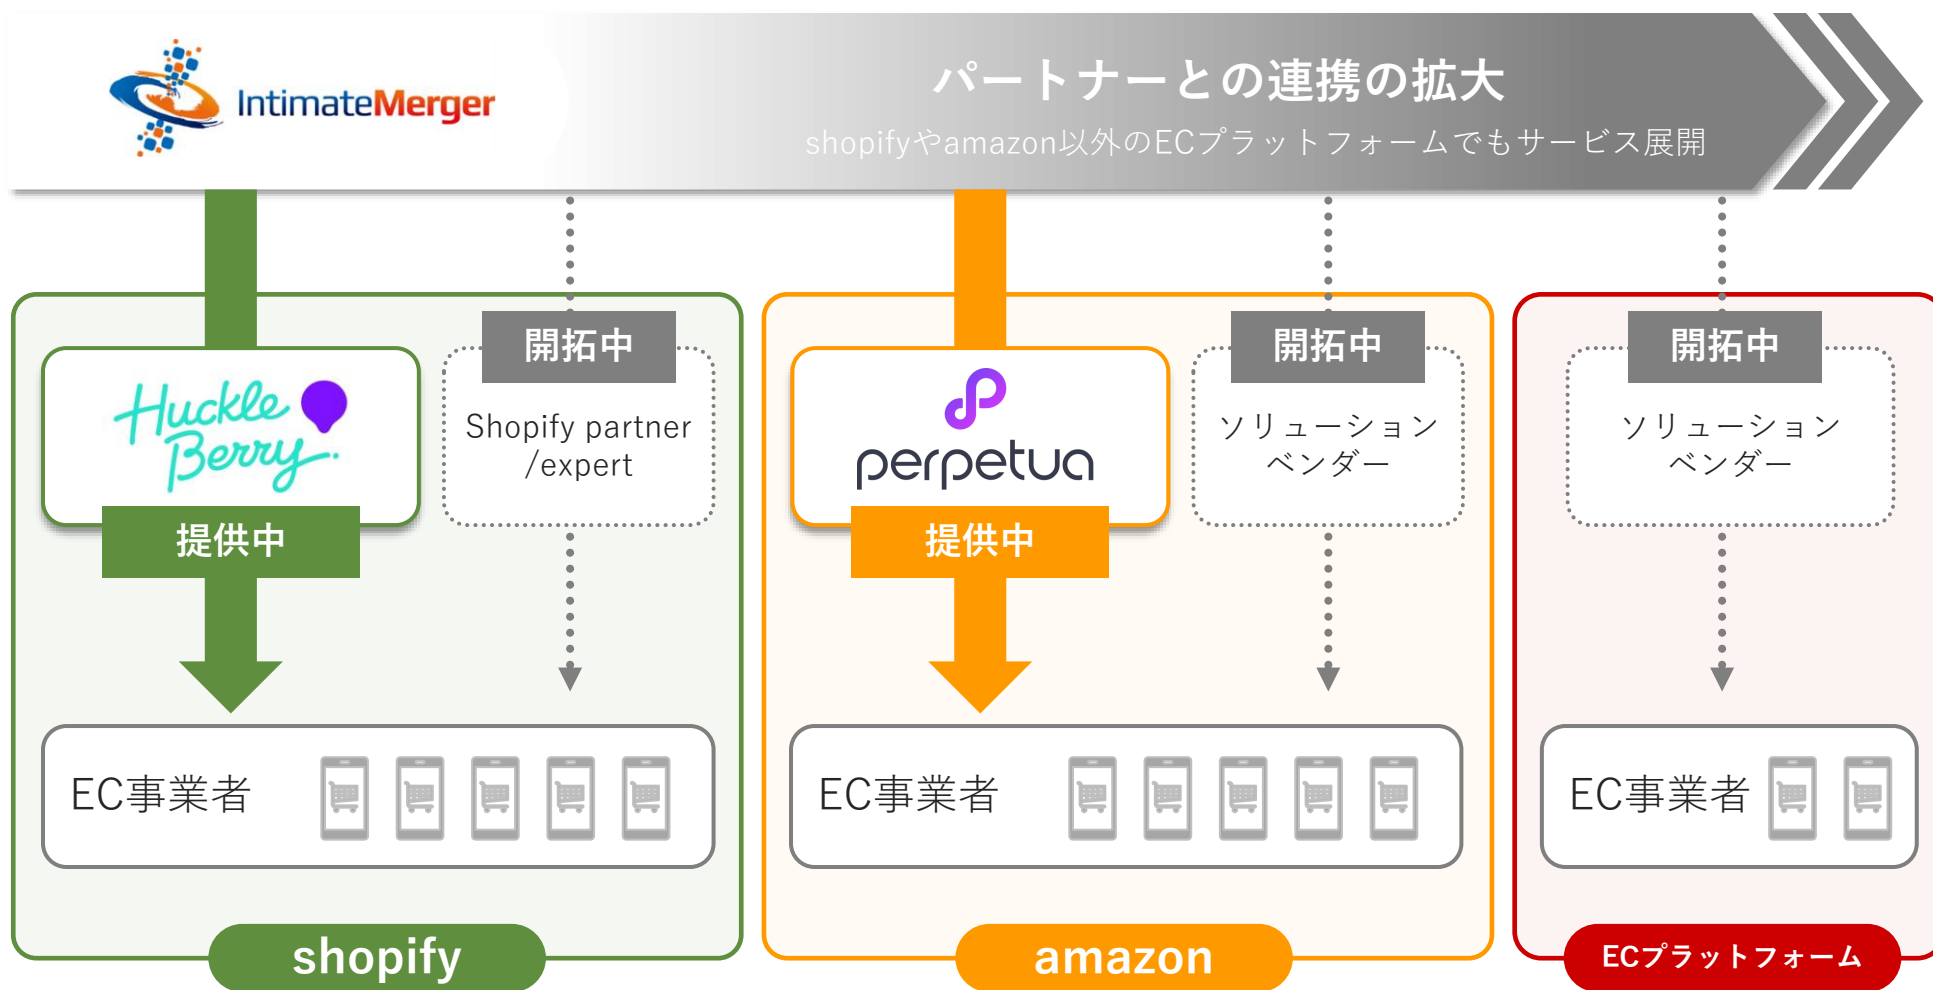 IntimateMerger
パートナーとの連携の拡大
shopifyやamazon以外のECプラットフォームでもサービス展開
Huckle
Berry.
提供中
開拓中
Shopify partner
/expert
EC事業者
shopify
perpetua
提供中
開拓中
ソリューション
ベンダー
EC事業者
amazon
開拓中
ソリューション
ベンダー
EC事業者
ECプラットフォーム